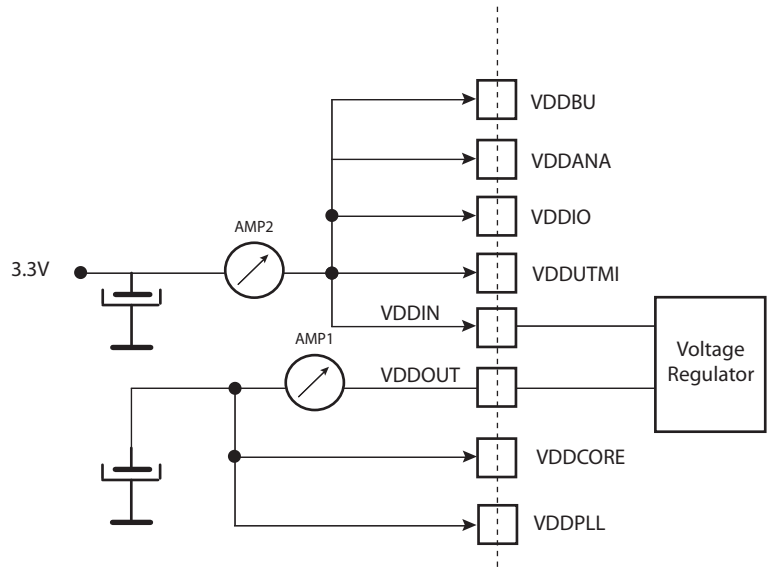 VDDBU
VDDANA
VDDIO
AMP2
3.3V
VDDUTMI
VDDIN
AMP1
Voltage
Regulator
VDDOUT
VDDCORE
VDDPLL